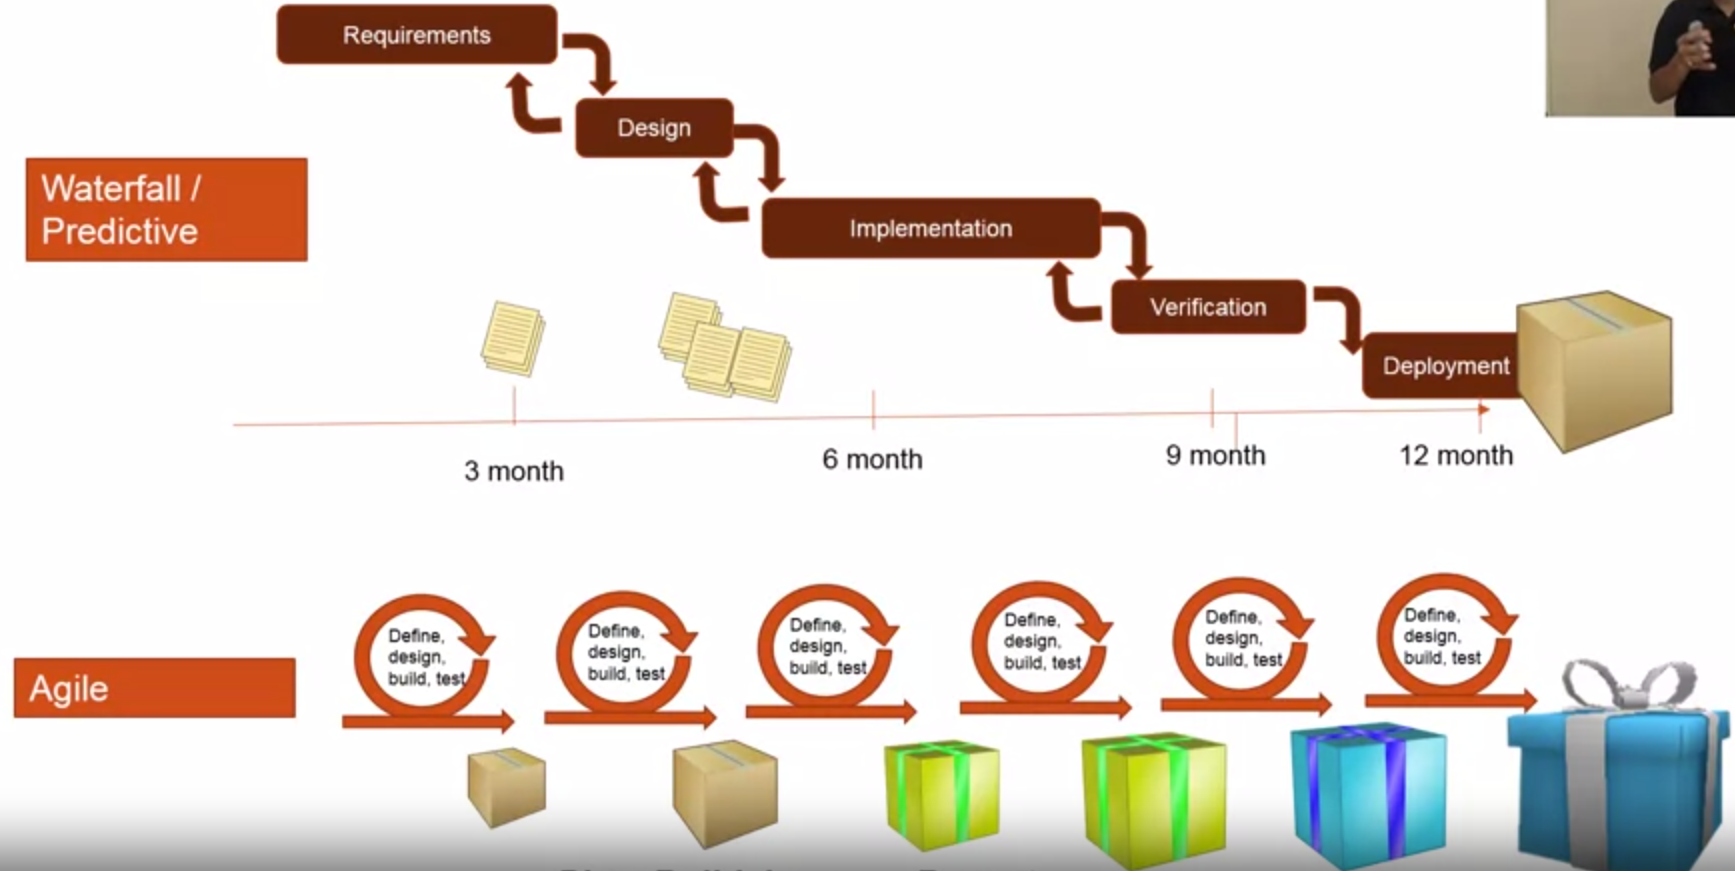 Requirements
Design
Waterfall /
Predictive
Implementation
Verification
Deployment
3 month
6 month
9 month
12 month
Define,
design,
build, test
Define,
design,
build, test
Define,
design,
build, test
Define,
design,
build, test
Define,
design,
build, test
Define,
design,
build, test
Agile